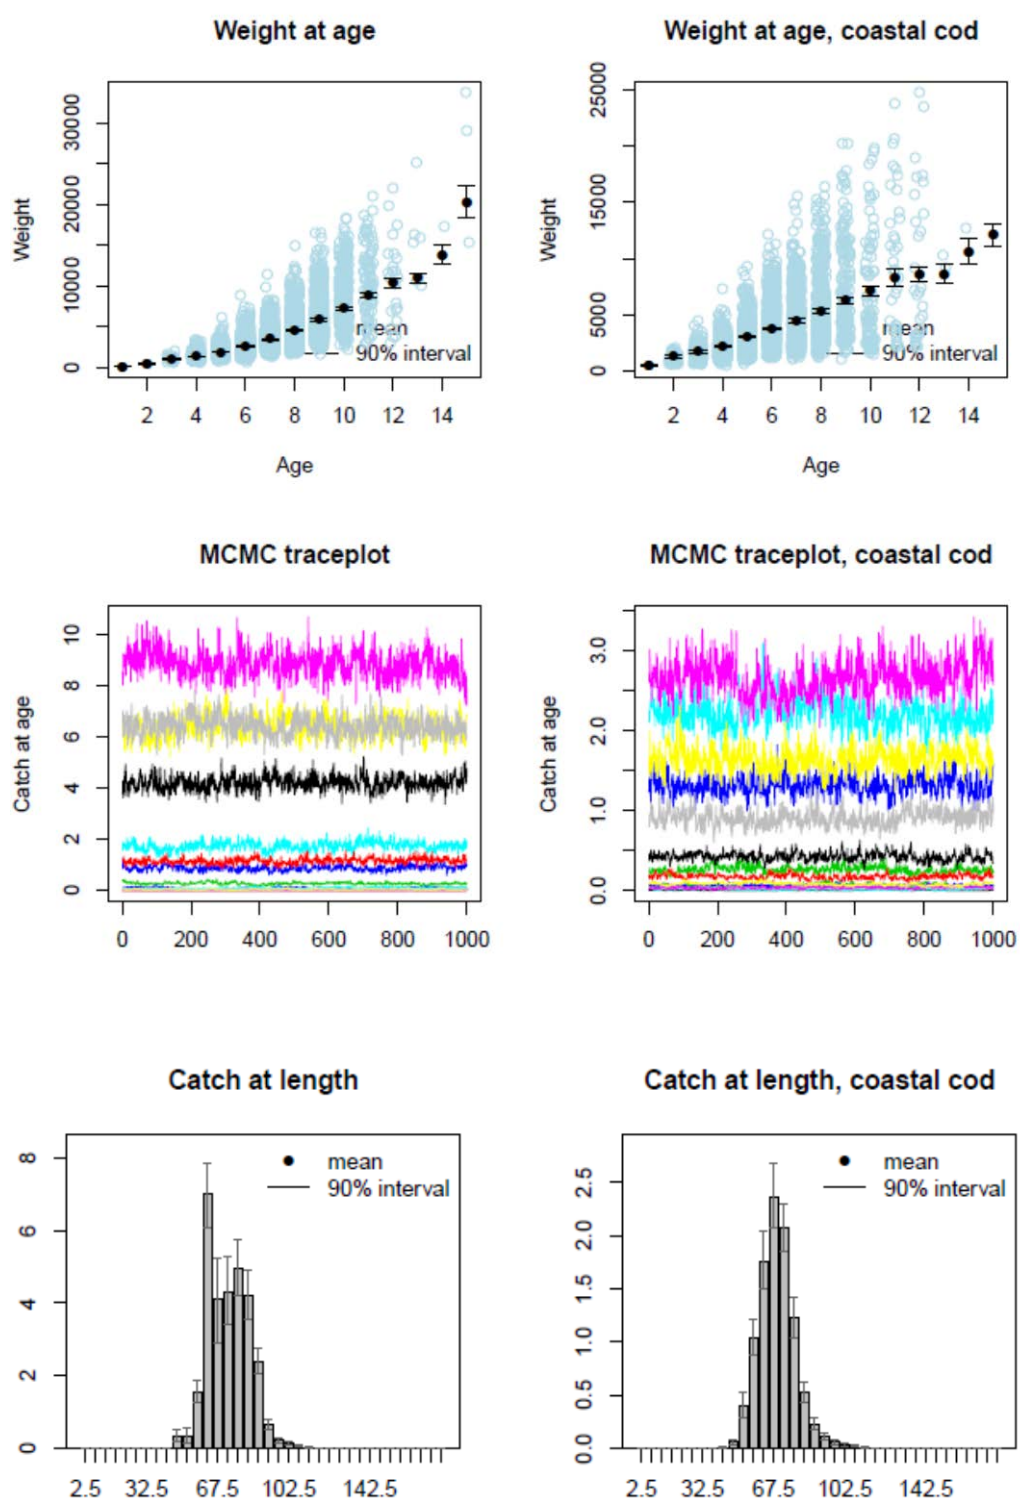 Weight at age
Weight at age, coastal cod
Weight
30000
20000
10000
0
mean
90% interval
2 4 6 8 10 12 14
Age
Weight
25000
15000
5000
0
mean
90% interval
2 4 6 8 10 12 14
Age
MCMC traceplot
MCMC traceplot, coastal cod
Catch at age
10
8
6
4
2
0
0 200 400 600 800 1000
Catch at age
3.0
2.0
1.0
0.0
0 200 400 600 800 1000
Catch at length
Catch at length, coastal cod
8
6
4
2
0
mean
90% interval
2.5 32.5 67.5 102.5 142.5
2.5
2.0
1.5
1.0
0.5
0.0
mean
90% interval
2.5 32.5 67.5 102.5 142.5